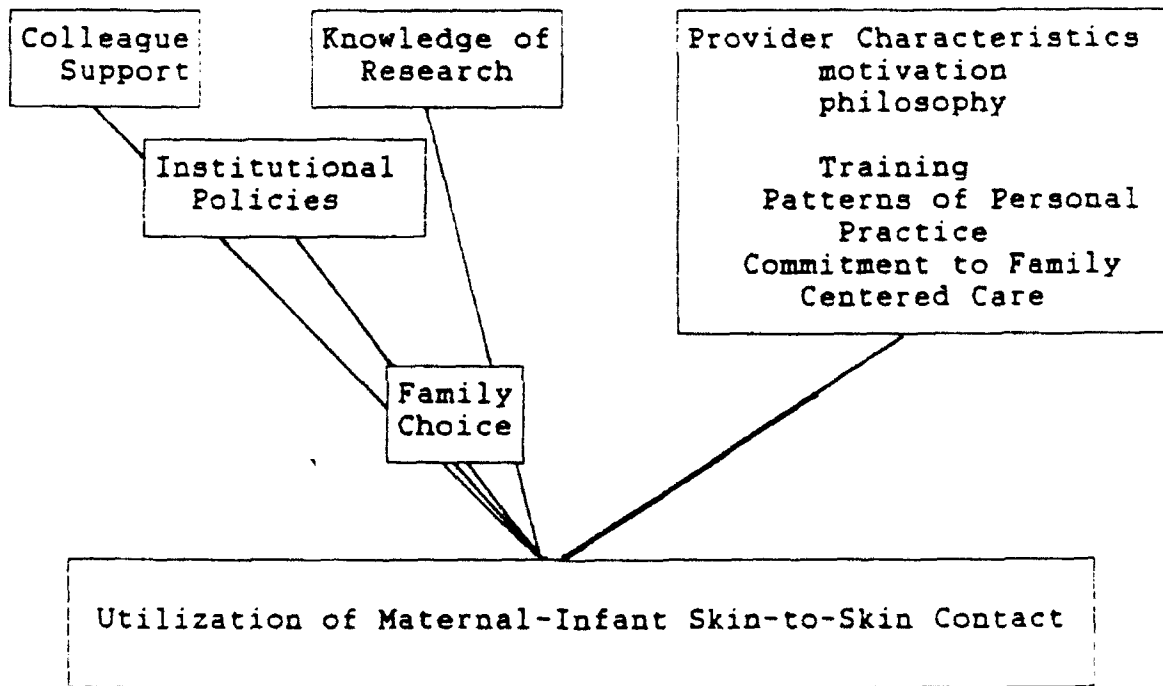 Colleague
Support
Knowledge of
Research
Provider Characteristics
motivation
philosophy
Training
Patterns of Personal
Practice
Commitment to Family
Centered Care
Institutional
Policies
Family
Choice
Utilization of Maternal-Infant Skin-to-Skin Contact